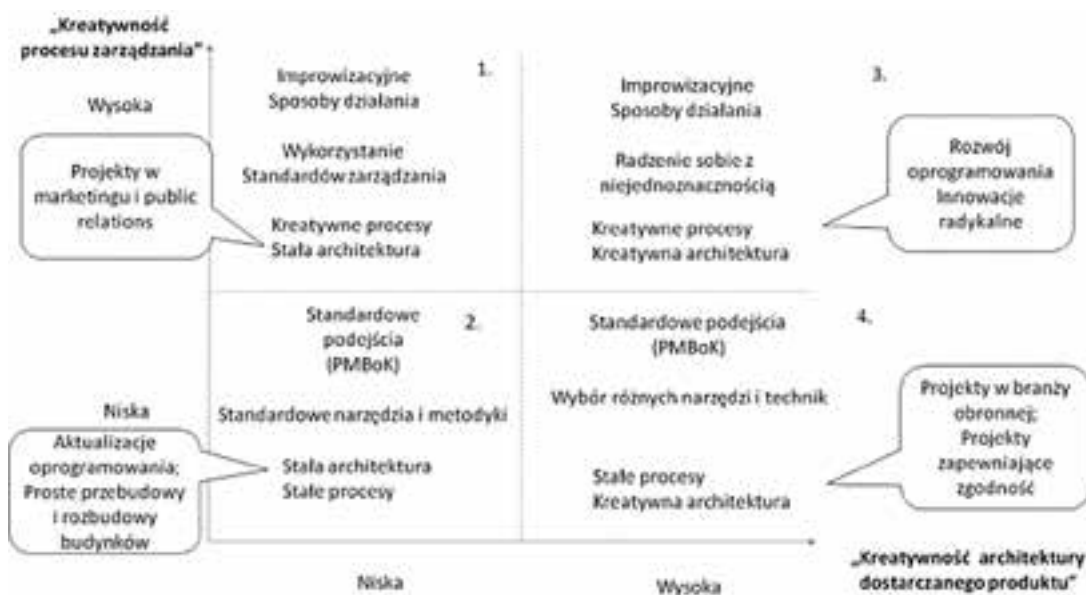 „Kreatywność
procesu zarządzania”
Wysoka
Projekty w
marketingu i public
relations
1.
Improwizacyjne
Sposoby działania
Wykorzystanie
Standardów zarządzania
Kreatywne procesy
Stała architektura
3.
Improwizacyjne
Sposoby działania
Radzenie sobie z
niejednoznacznością
Kreatywne procesy
Kreatywna architektura
Rozwój
oprogramowania
Innowacje
radykalne
Niska
Aktualizacje
oprogramowania;
Proste przebudowy
i rozbudowy
budynków
2.
Standardowe
podejścia
(PMBoK)
Standardowe narzędzia i metodyki
Stała architektura
Stałe procesy
4.
Standardowe podejścia
(PMBoK)
Wybór różnych narzędzi i technik
Stałe procesy
Kreatywna architektura
Projekty w branży
obronnej;
Projekty
zapewniające
zgodność
Niska
Wysoka
„Kreatywność architektury
dostarczanego produktu”